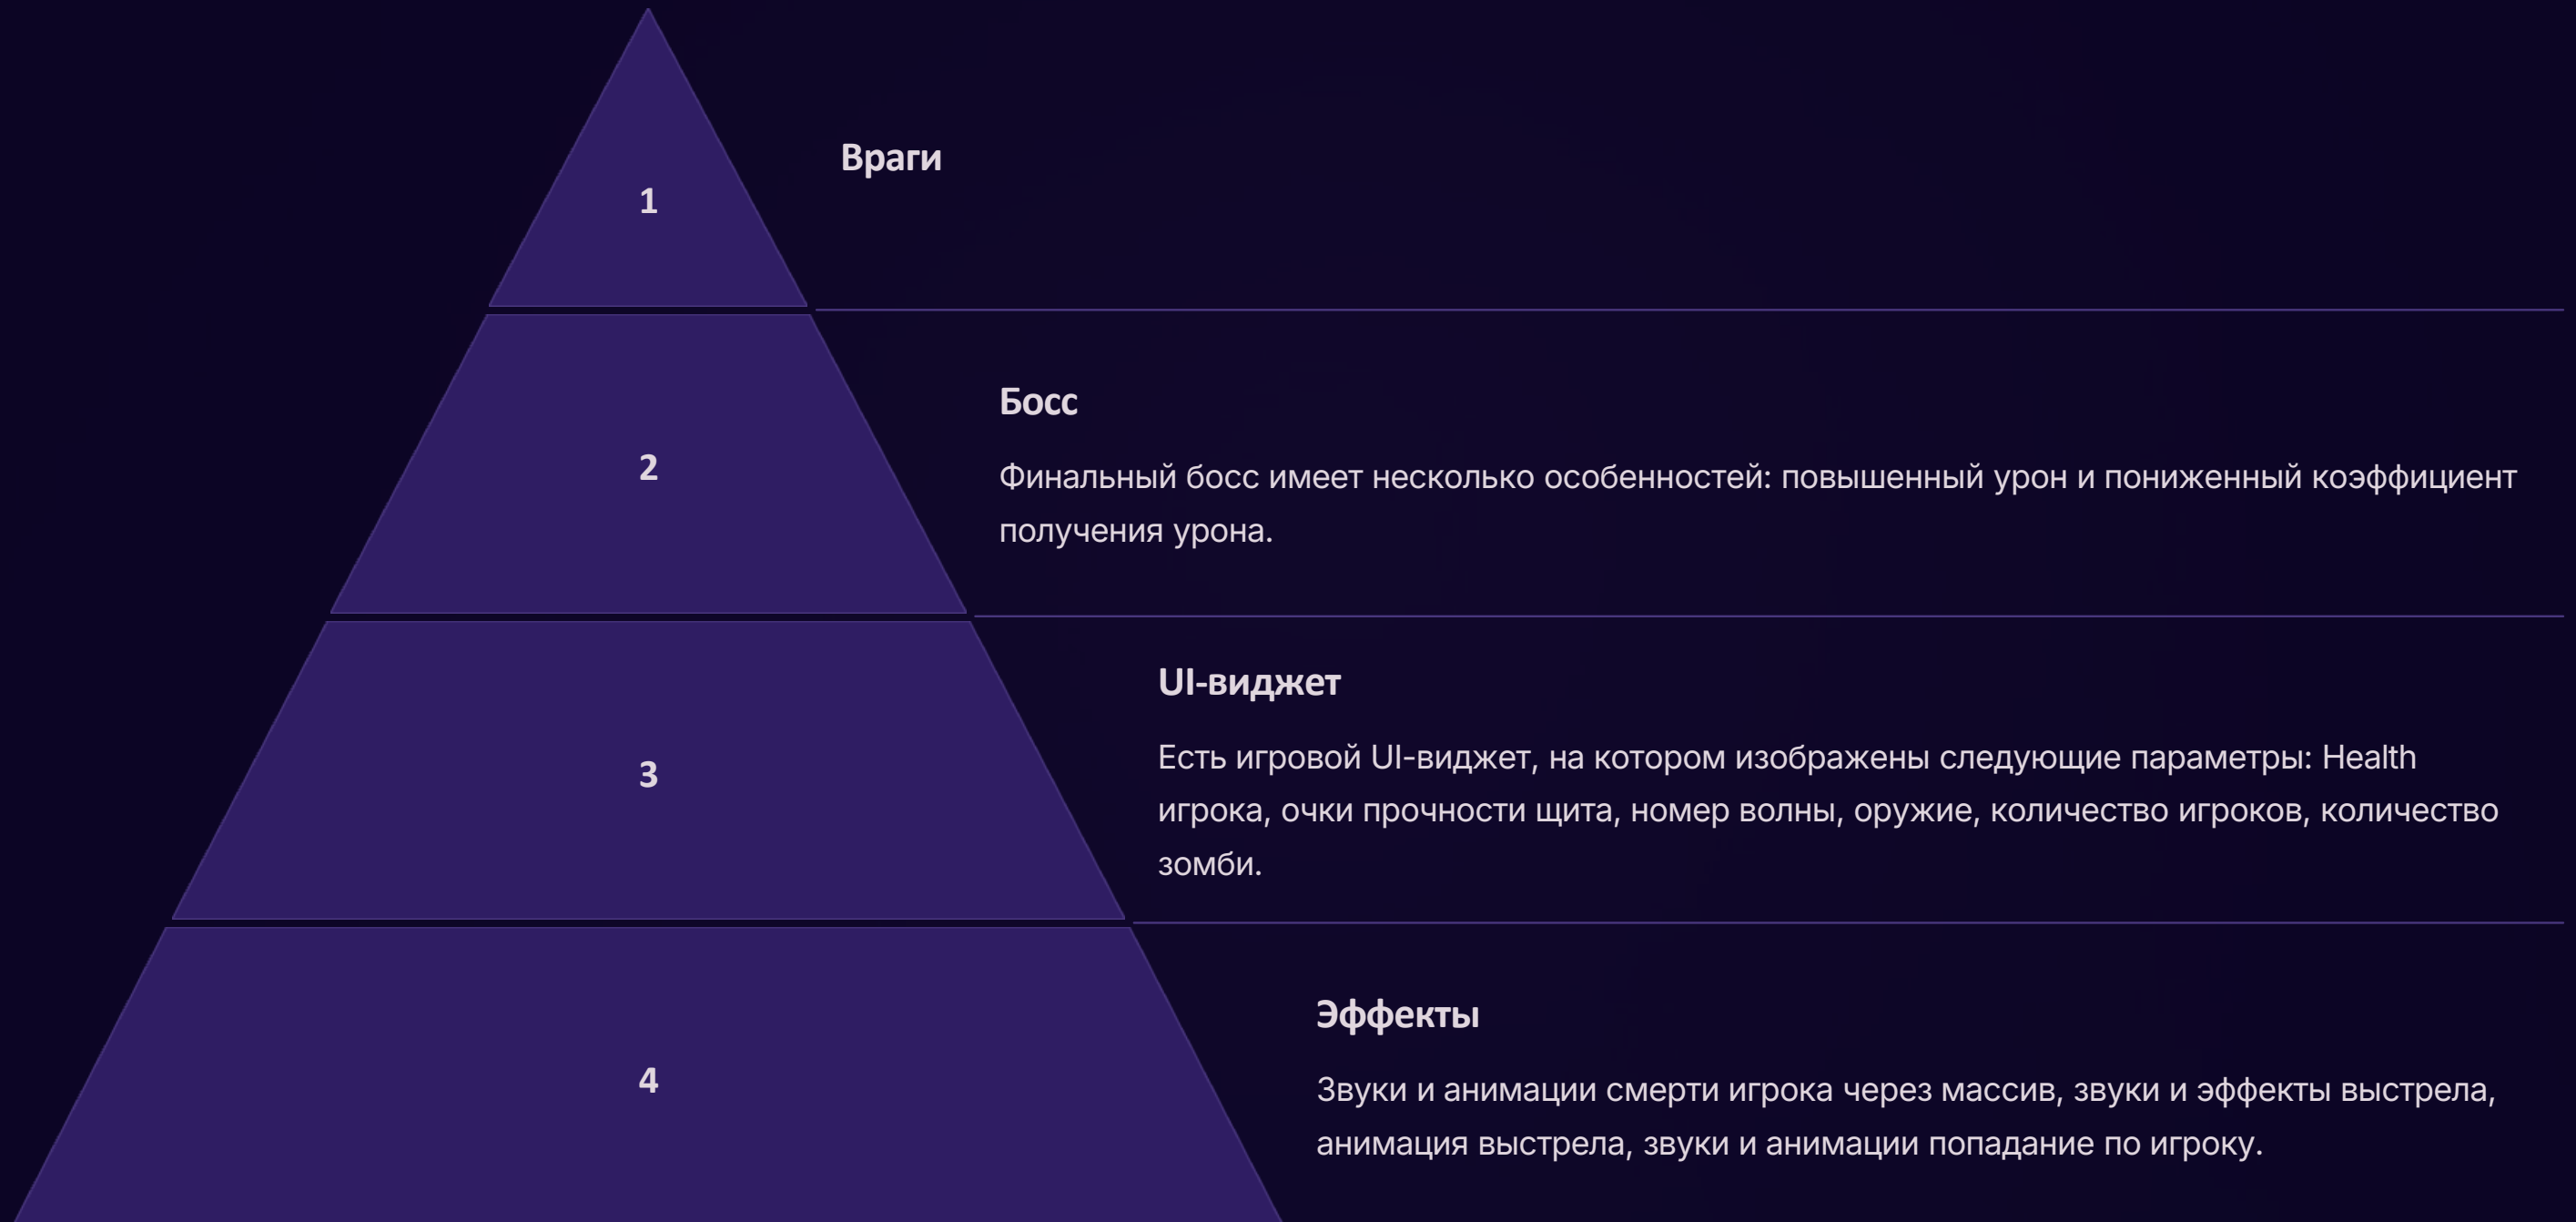 1
Враги
2
Босс
Финальный босс имеет несколько особенностей: повышенный урон и пониженный коэффициент
получения урона.
3
UI-виджет
Есть игровой UI-виджет, на котором изображены следующие параметры: Health
игрока, очки прочности щита, номер волны, оружие, количество игроков, количество
зомби.
4
Эффекты
Звуки и анимации смерти игрока через массив, звуки и эффекты выстрела,
анимация выстрела, звуки и анимации попадание по игроку.